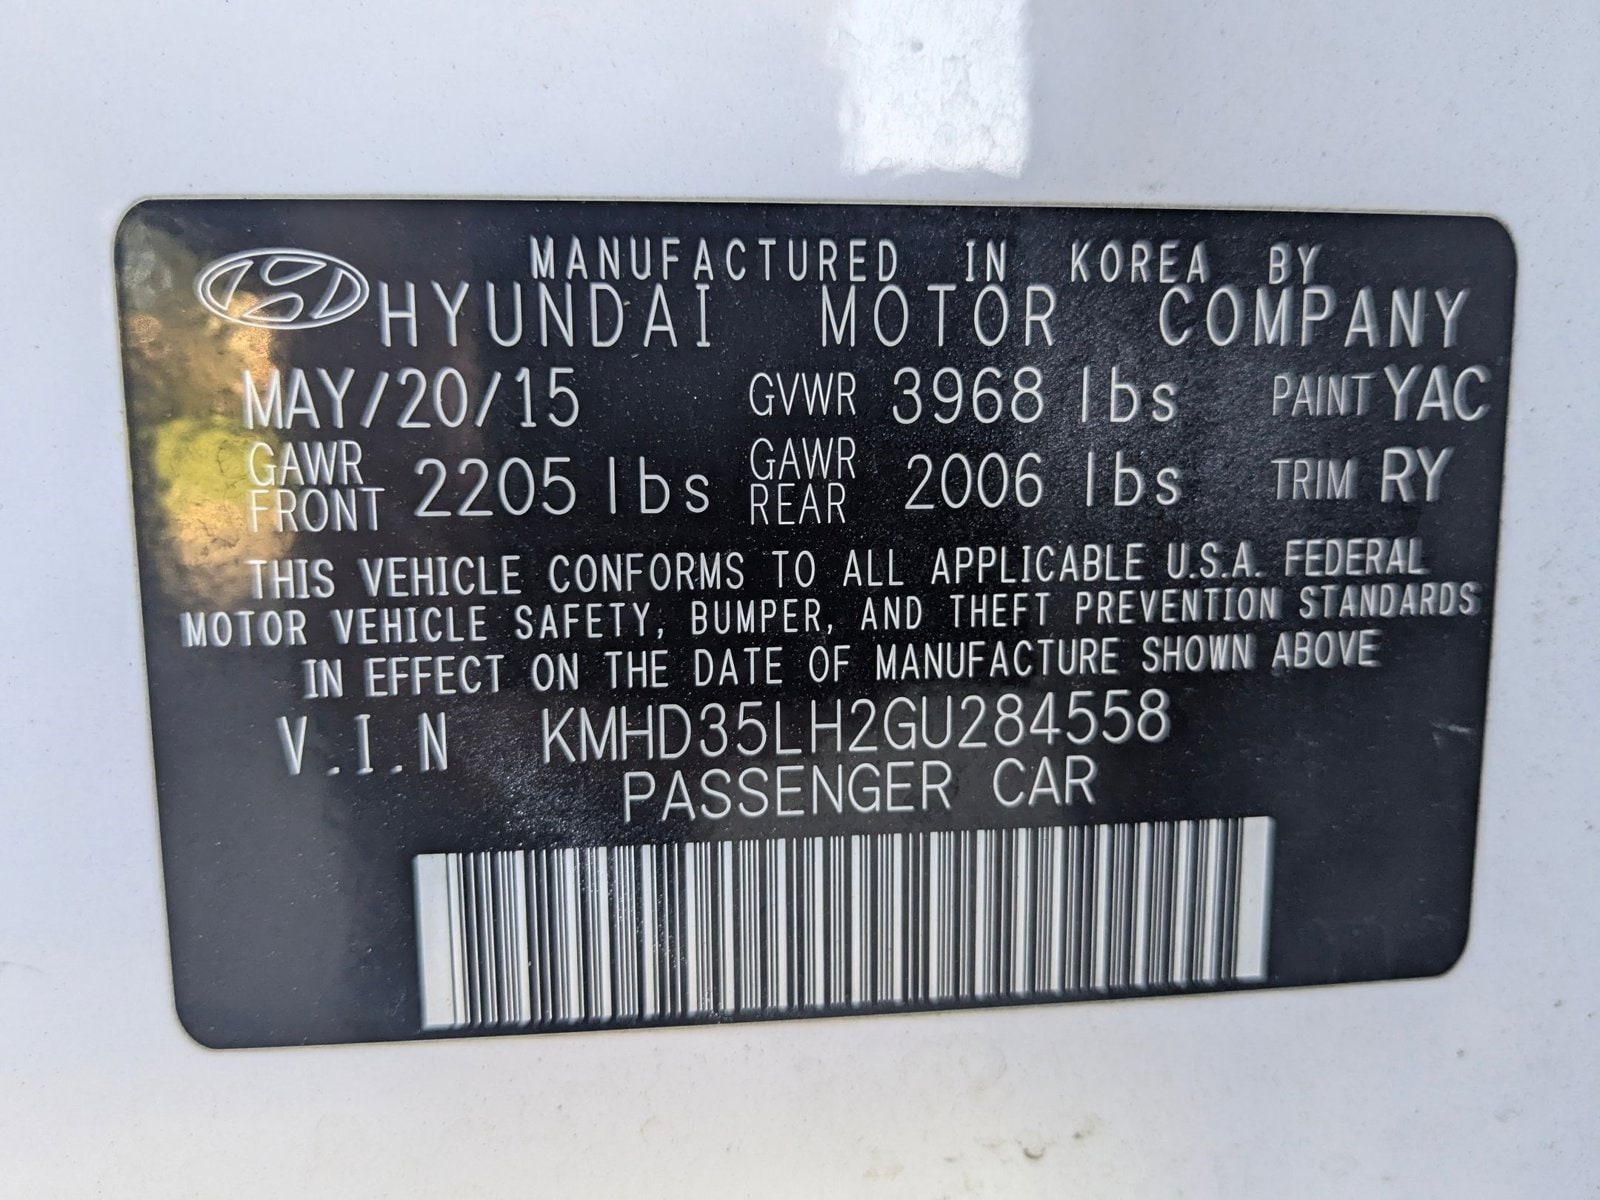 MANUFACTURED IN KOREA BY
HYUNDAI MOTOR COMPANY
MAY/20/15 GVWR 3968 lbs PAINT YAC
GAWR FRONT 2205 lbs GAWR REAR 2006 lbs TRIM RY
THIS VEHICLE CONFORMS TO ALL APPLICABLE U.S.A. FEDERAL
MOTOR VEHICLE SAFETY, BUMPER, AND THEFT PREVENTION STANDARDS
IN EFFECT ON THE DATE OF MANUFACTURE SHOWN ABOVE
V.I.N KMHD35LH2GU284558
PASSENGER CAR